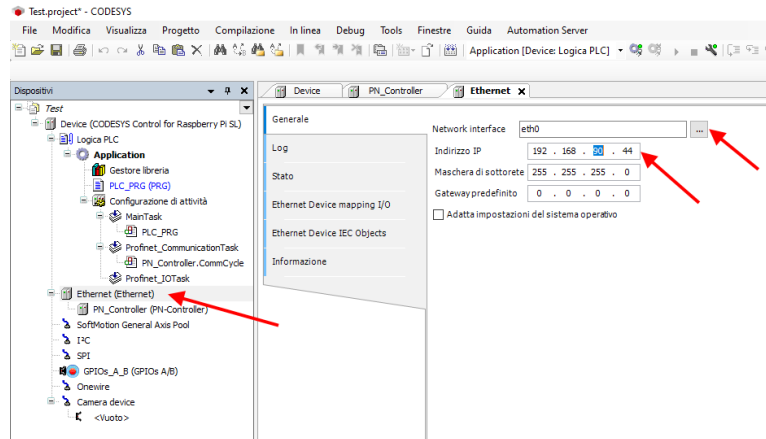 Test.project* - CODESYS
File Modifica Visualizza Progetto Compilazione In linea Debug Tools Finestre Guida Automation Server
Application [Device: Logica PLC]
Dispositivi
Test
Device (CODESYS Control for Raspberry Pi SL)
Logica PLC
Application
Gestore libreria
PLC_PRG (PRG)
Configurazione di attività
MainTask
PLC_PRG
Profinet_CommunicationTask
PN_Controller.CommCycle
Profinet_IOTask
Ethernet (Ethernet)
PN_Controller (PN-Controller)
SoftMotion General Axis Pool
I²C
SPI
GPIOs_A_B (GPIOs A/B)
Onewire
Camera device
<Vuoto>
Device PN_Controller Ethernet
Generale
Log
Stato
Ethernet Device mapping I/O
Ethernet Device IEC Objects
Informazione
Network interface eth0 ...
Indirizzo IP 192 . 168 . 90 . 44
Maschera di sottorete 255 . 255 . 255 . 0
Gateway predefinito 0 . 0 . 0 . 0
Adatta impostazioni del sistema operativo